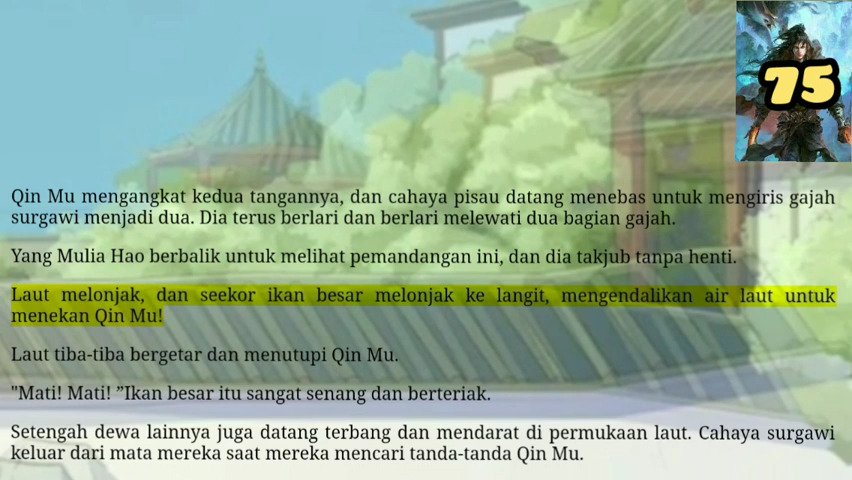 75
Qin Mu mengangkat kedua tangannya, dan cahaya pisau datang menebas untuk mengiris gajah
surgawi menjadi dua. Dia terus berlari dan berlari melewati dua bagian gajah.
Yang Mulia Hao berbalik untuk melihat pemandangan ini, dan dia takjub tanpa henti.
Laut melonjak, dan seekor ikan besar melonjak ke langit, mengendalikan air laut untuk
menekan Qin Mu!
Laut tiba-tiba bergetar dan menutupi Qin Mu.
"Mati! Mati! ”Ikan besar itu sangat senang dan berteriak.
Setengah dewa lainnya juga datang terbang dan mendarat di permukaan laut. Cahaya surgawi
keluar dari mata mereka saat mereka mencari tanda-tanda Qin Mu.